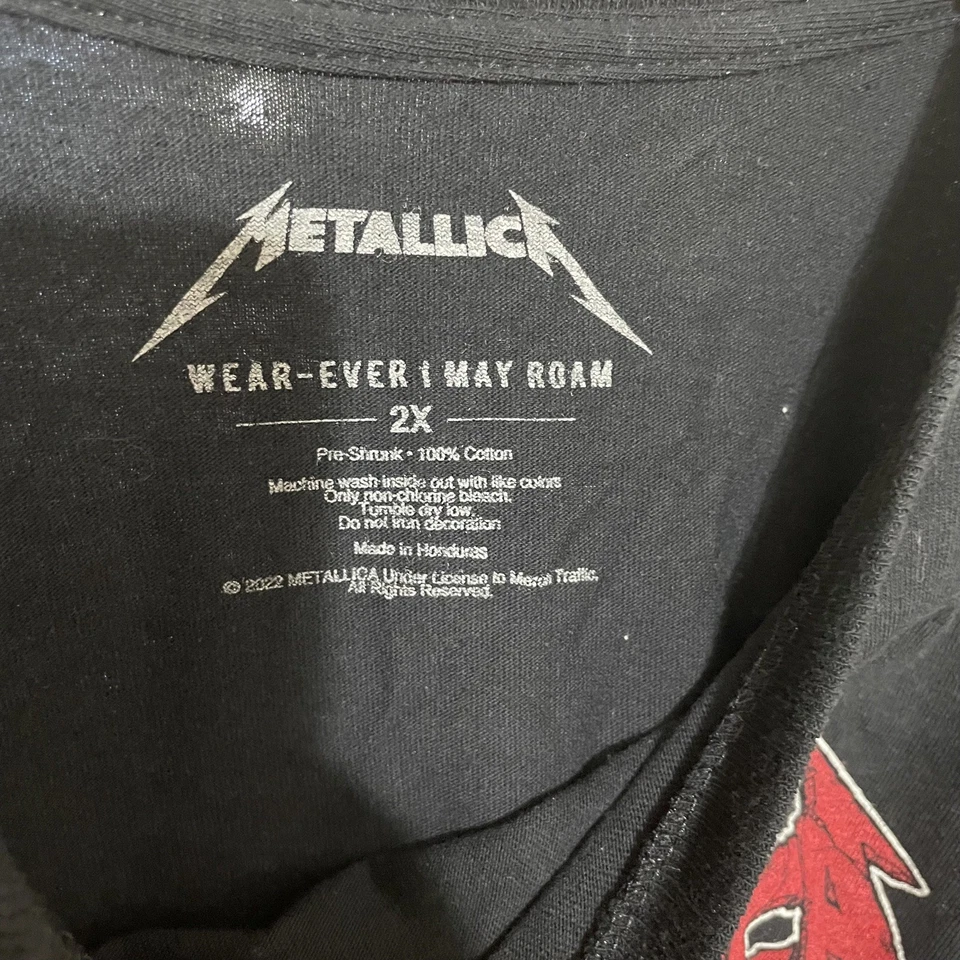 METALLICA
WEAR-EVER I MAY ROAM
2X
Pre-Shrunk • 100% Cotton
Machine wash inside out with like colors
Only non-chlorine bleach.
Tumble dry low.
Do not iron decoration
Made in Honduras
© 2022 METALLICA Under License to Merch Traffic,
All Rights Reserved.